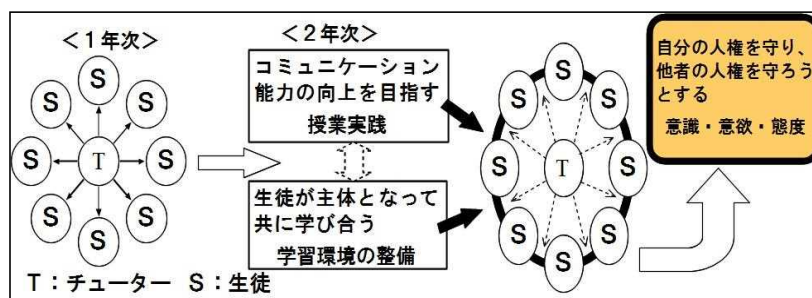 ＜１年次＞
S
S
S
S
T
S
S
S
S
＜２年次＞
コミュニケーション
能力の向上を目指す
授業実践
生徒が主体となって
共に学び合う
学習環境の整備
S
S
S
S
T
S
S
S
S
自分の人権を守り、
他者の人権を守ろう
とする
意識・意欲・態度
T：チューター　S：生徒